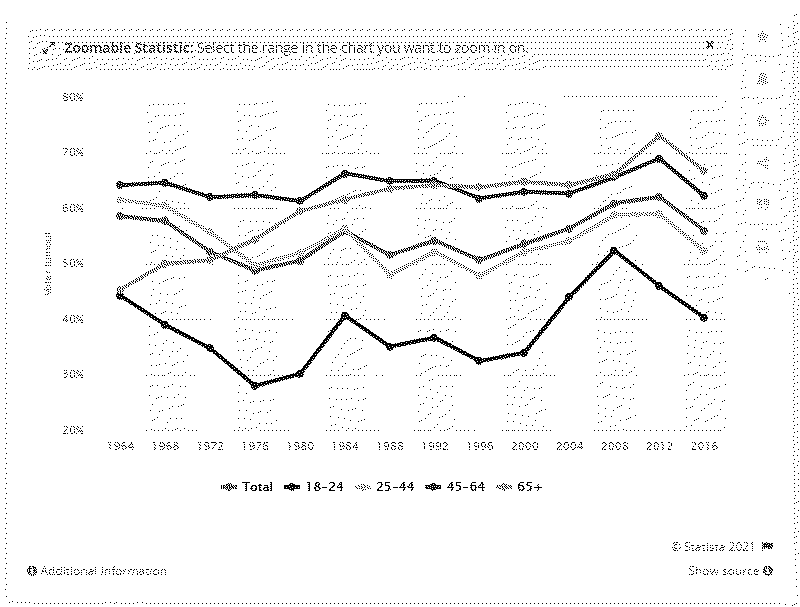 Zoomable Statistic: Select the range in the chart you want to zoom in on.
×
80%
70%
60%
50%
40%
30%
20%
Voter turnout
1964 1968 1972 1976 1980 1984 1988 1992 1996 2000 2004 2008 2012 2016
Total 18-24 25-44 45-64 65+
© Statista 2021
Additional Information
Show source